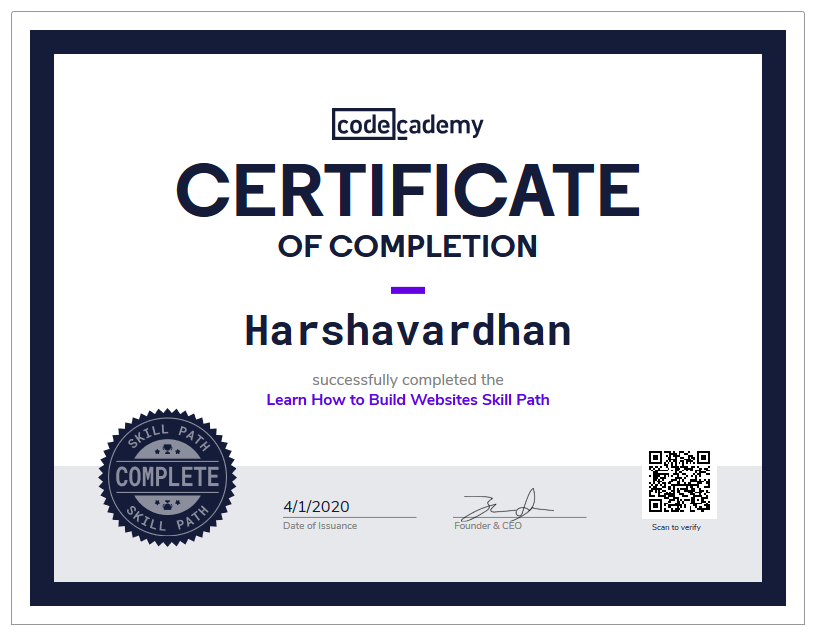 codecademy
CERTIFICATE
OF COMPLETION
Harshavardhan
successfully completed the
Learn How to Build Websites Skill Path
SKILL PATH
COMPLETE
SKILL PATH
4/1/2020
Date of Issuance
Founder & CEO
Scan to verify